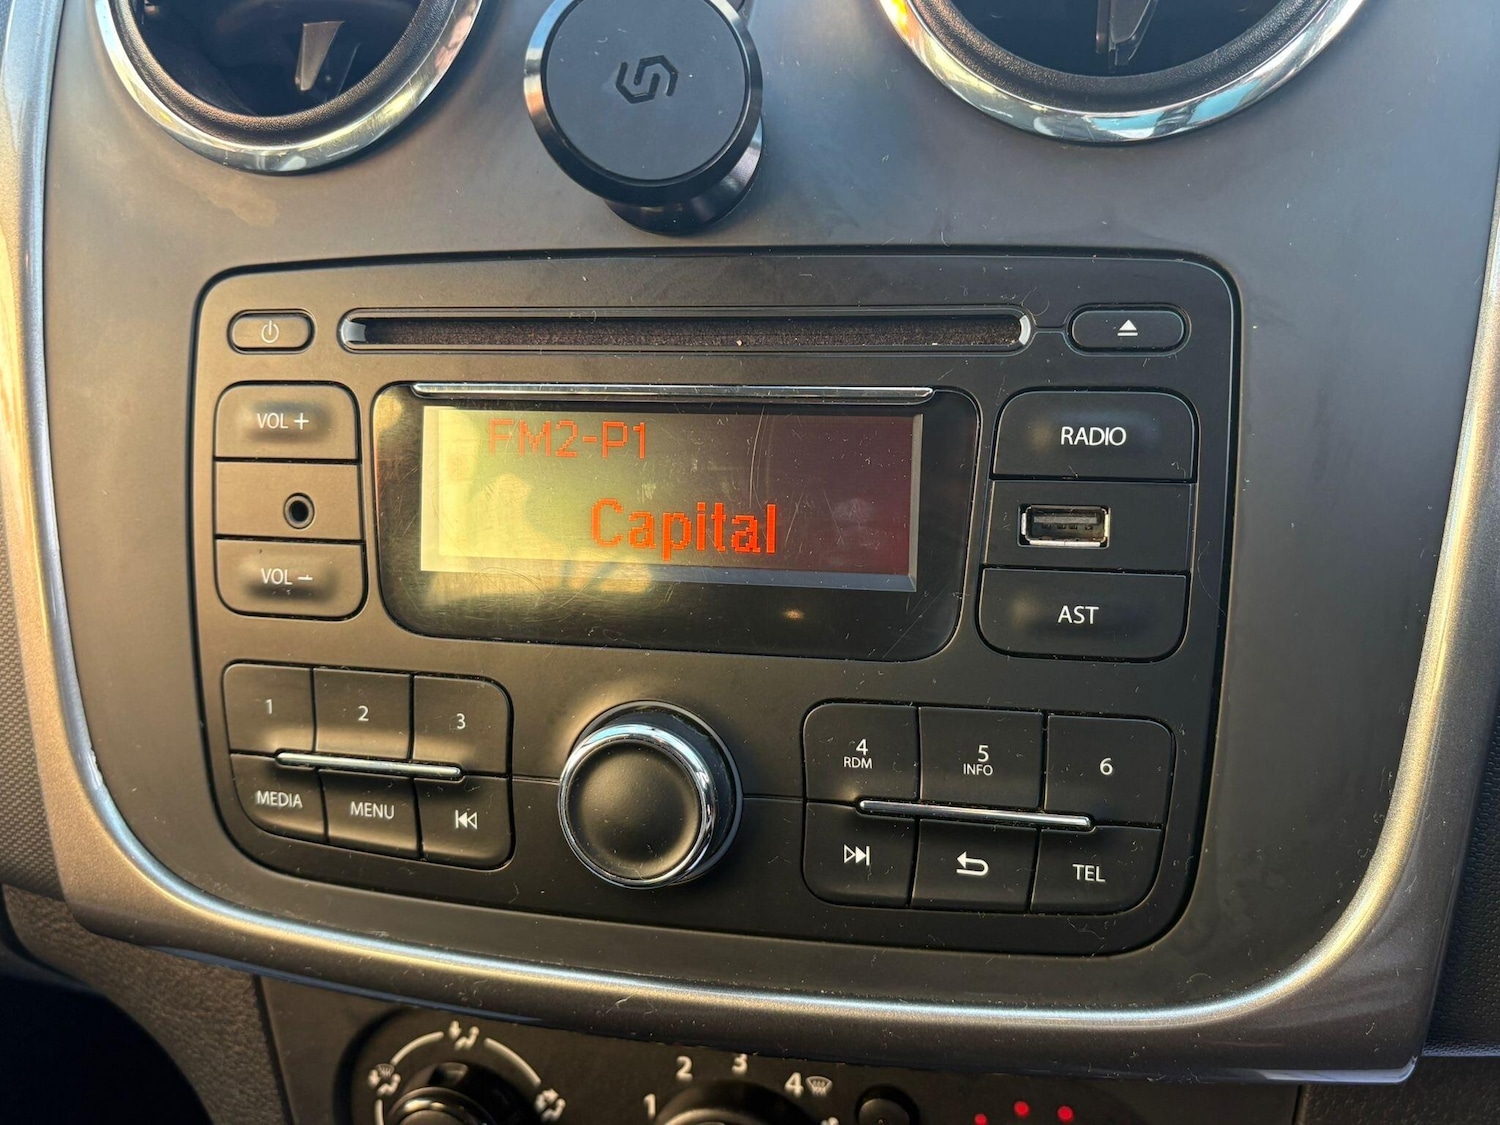 VOL +
VOL –
FM2-P1
Capital
RADIO
AST
1
2
3
MEDIA
MENU
4
RDM
5
INFO
6
TEL
1
2
3
4